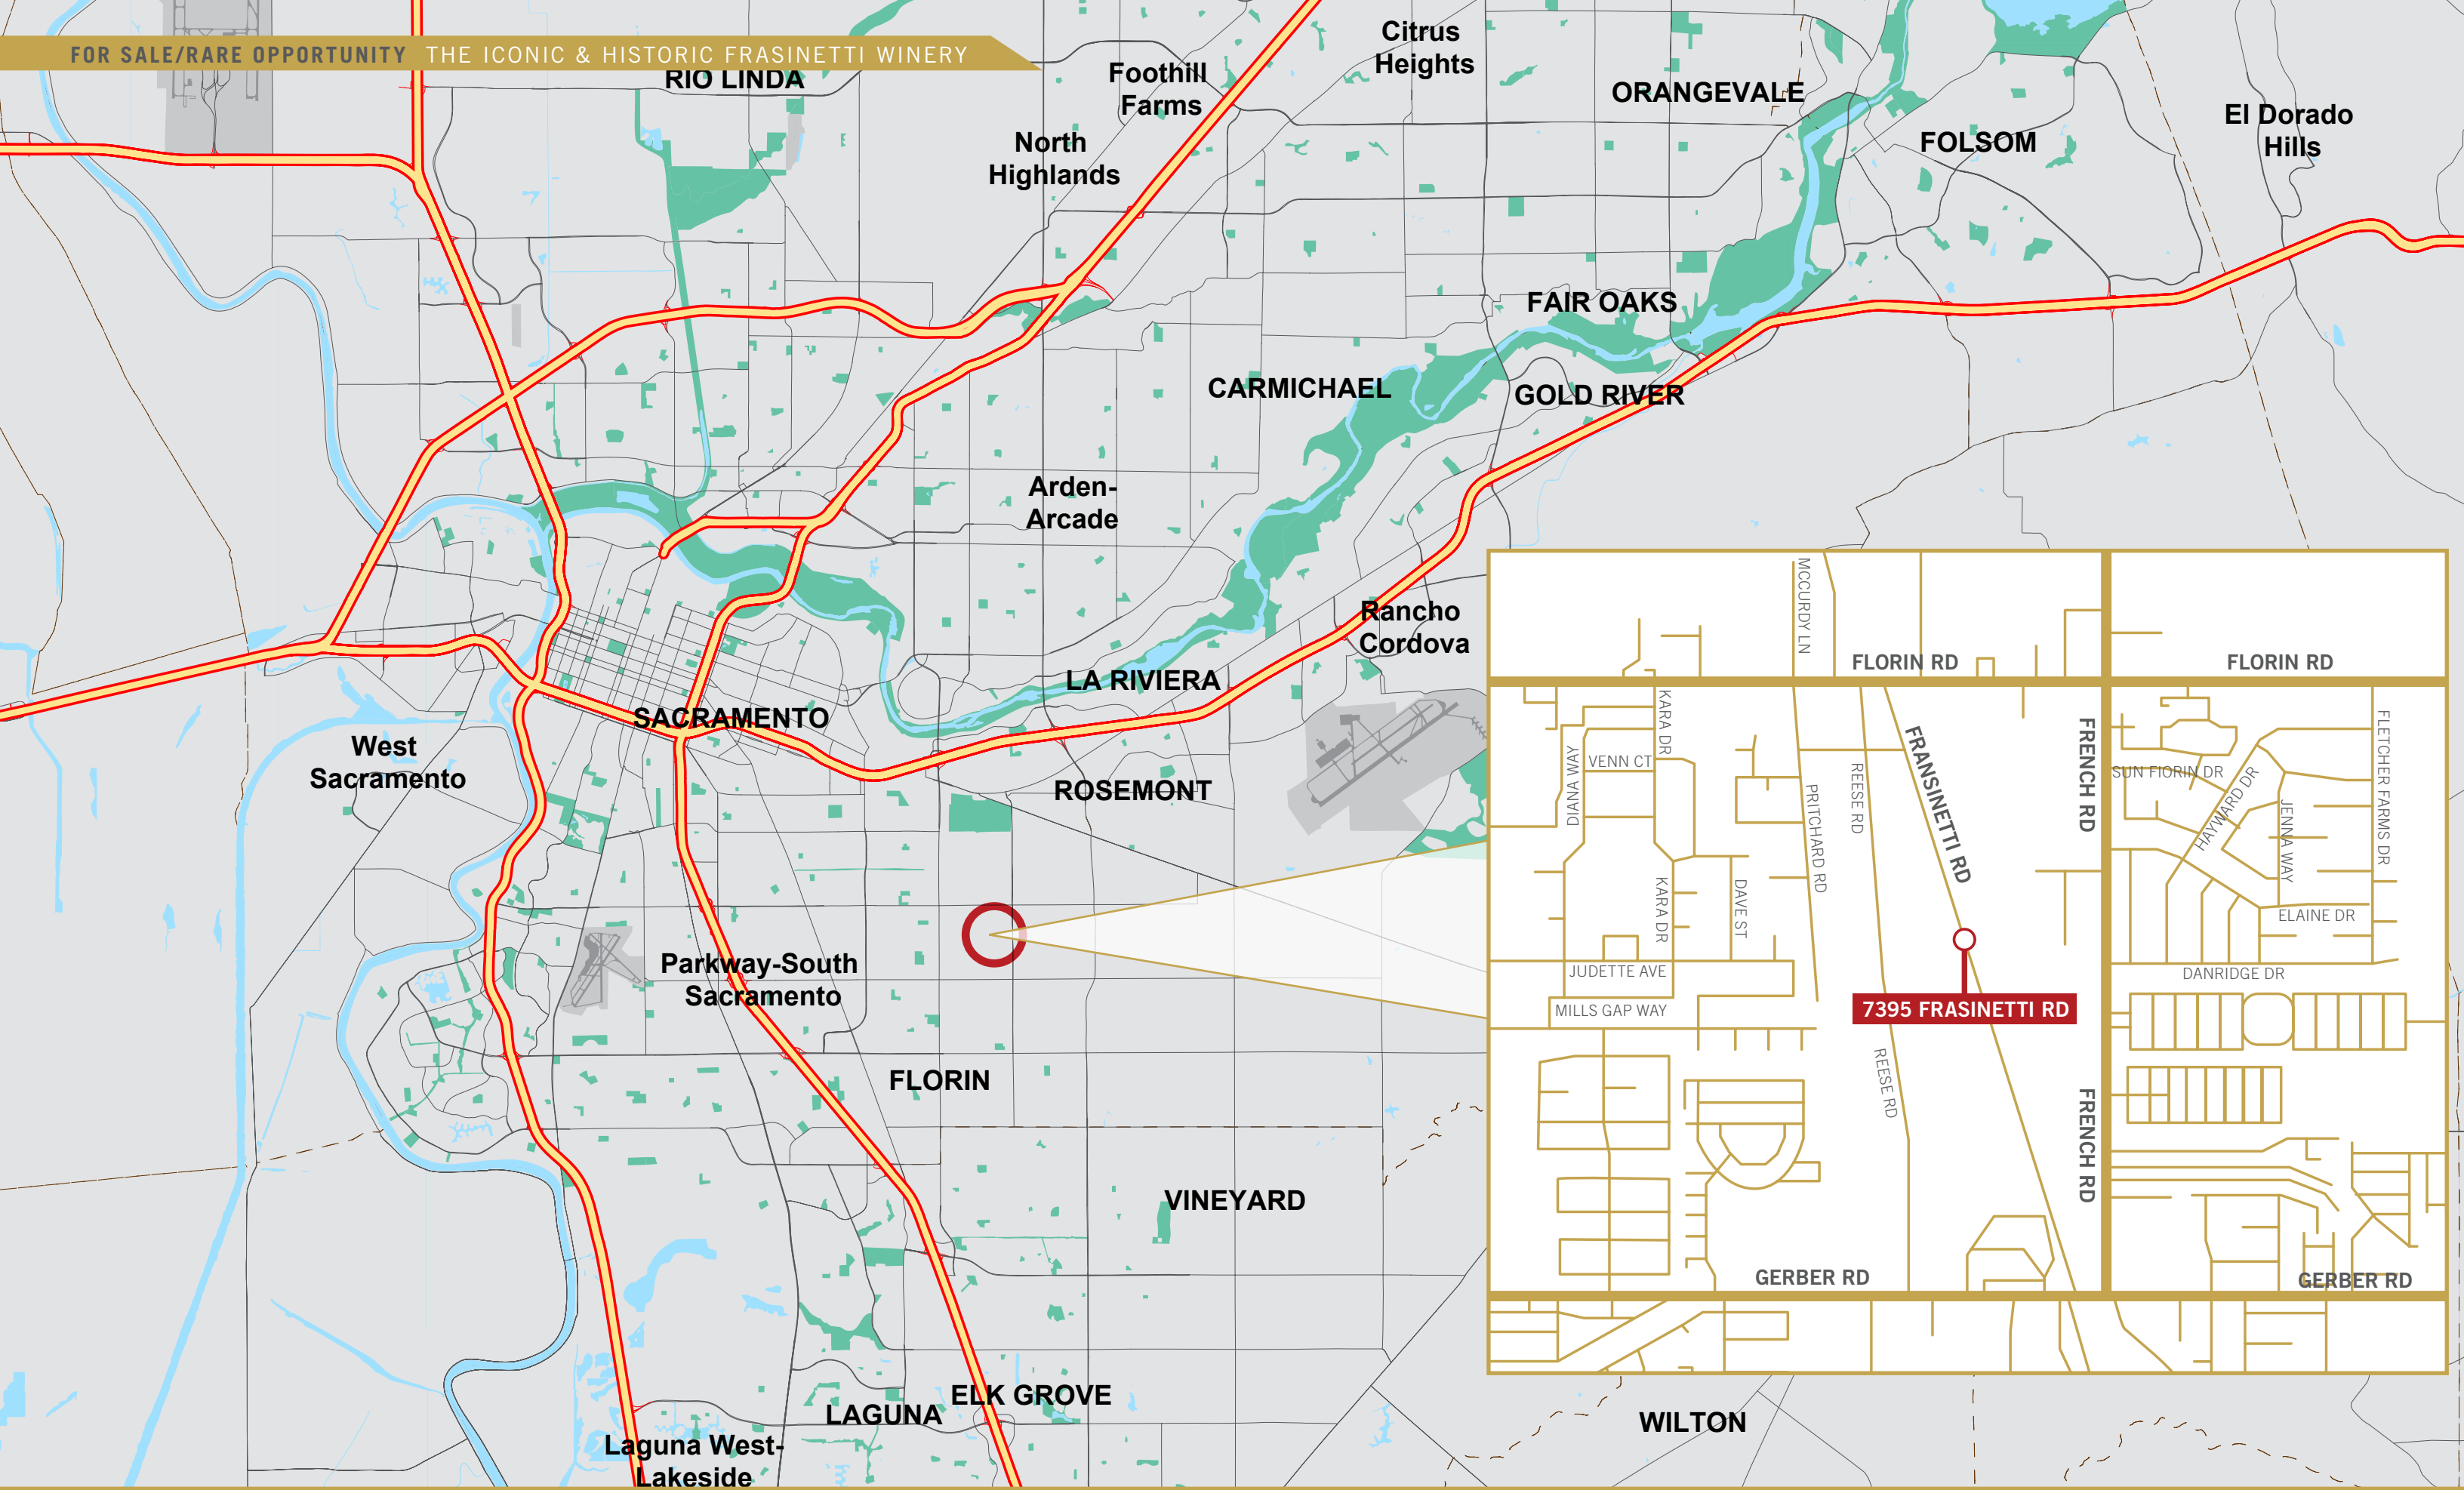 FOR SALE/RARE OPPORTUNITY THE ICONIC & HISTORIC FRASINETTI WINERY
RIO LINDA
Foothill
Farms
Citrus
Heights
North
Highlands
ORANGEVALE
FOLSOM
El Dorado
Hills
FAIR OAKS
CARMICHAEL
GOLD RIVER
Arden-
Arcade
Rancho
Cordova
LA RIVIERA
SACRAMENTO
West
Sacramento
ROSEMONT
Parkway-South
Sacramento
FLORIN
VINEYARD
ELK GROVE
LAGUNA
Laguna West-
Lakeside
WILTON
MCCURDY LN
FLORIN RD
FLORIN RD
KARA DR
DIANA WAY
VENN CT
PRITCHARD RD
REESE RD
FRANSINETTI RD
FRENCH RD
SUN FIORIN DR
HAYWARD DR
JENNA WAY
FLETCHER FARMS DR
KARA DR
DAVE ST
ELAINE DR
JUDETTE AVE
DANRIDGE DR
MILLS GAP WAY
7395 FRASINETTI RD
REESE RD
FRENCH RD
GERBER RD
GERBER RD